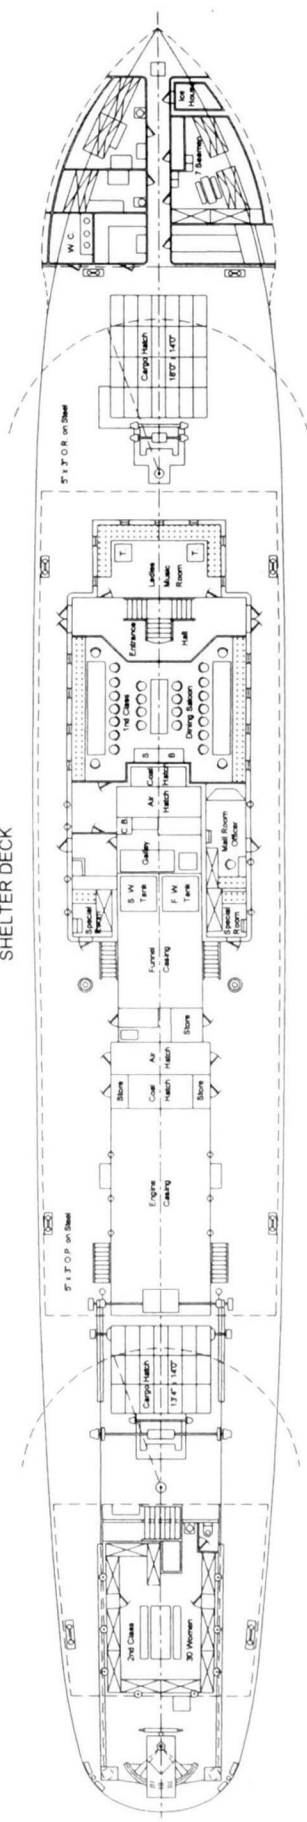 SHELTER DECK
Ice
House
7 Seamen
W.C.
Cargo Hatch
18'0" x 14'0"
5" x 3" O.R. on Steel
T.
Ladies
Music
Room
T.
Entrance
Hall
Dining Saloon
S
B
Coal
Hatch
Air
Hatch
C.B.
Galley
Mail Room
Officer
S W
Tank
F W
Tank
Special
Room
Special
Room
Funnel
Casing
Store
Air
Hatch
Store
Coal
Hatch
Store
Engine
Casing
5" x 3" O.P. on Steel
Cargo Hatch
13'4" x 14'0"
2nd Class
30 Women